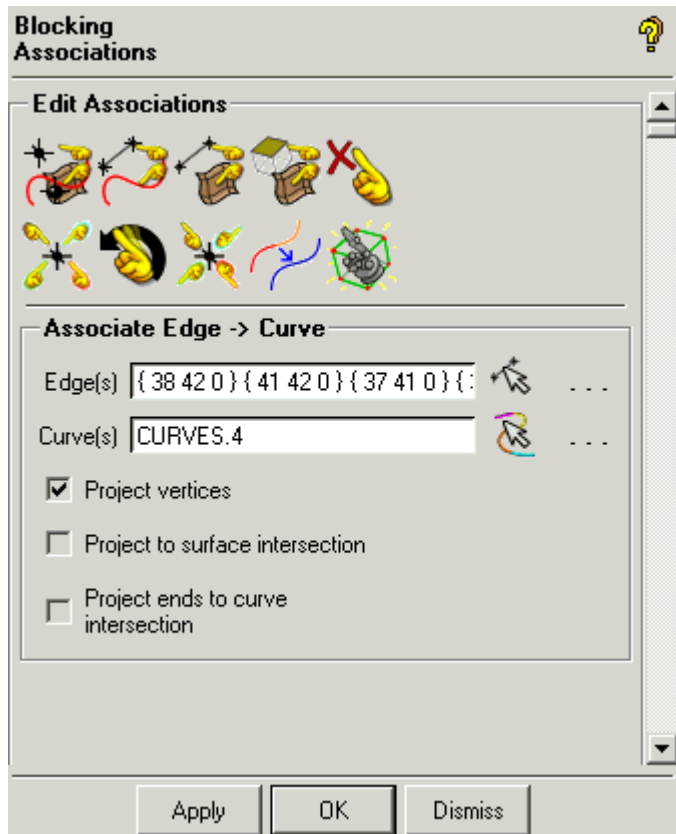 Blocking
Associations
Edit Associations
Associate Edge -> Curve
Edge(s) { 38 42 0 } { 41 42 0 } { 37 41 0 } { : . . .
Curve(s) CURVES.4 . . .
Project vertices
Project to surface intersection
Project ends to curve
intersection
Apply OK Dismiss